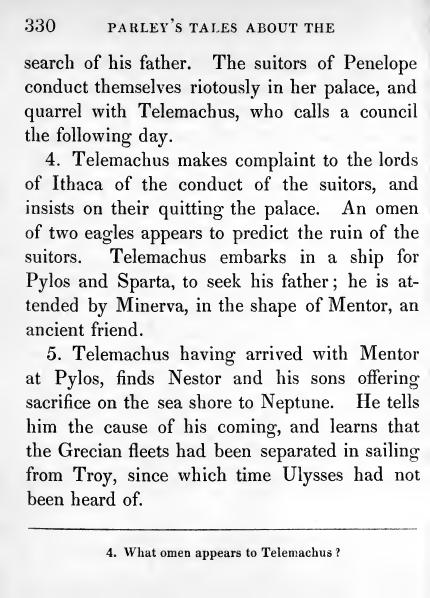 330 PARLEY'S TALES ABOUT THE
search of his father. The suitors of Penelope
conduct themselves riotously in her palace, and
quarrel with Telemachus, who calls a council
the following day.
4. Telemachus makes complaint to the lords
of Ithaca of the conduct of the suitors, and
insists on their quitting the palace. An omen
of two eagles appears to predict the ruin of the
suitors. Telemachus embarks in a ship for
Pylos and Sparta, to seek his father; he is at-
tended by Minerva, in the shape of Mentor, an
ancient friend.
5. Telemachus having arrived with Mentor
at Pylos, finds Nestor and his sons offering
sacrifice on the sea shore to Neptune. He tells
him the cause of his coming, and learns that
the Grecian fleets had been separated in sailing
from Troy, since which time Ulysses had not
been heard of.
4. What omen appears to Telemachus?